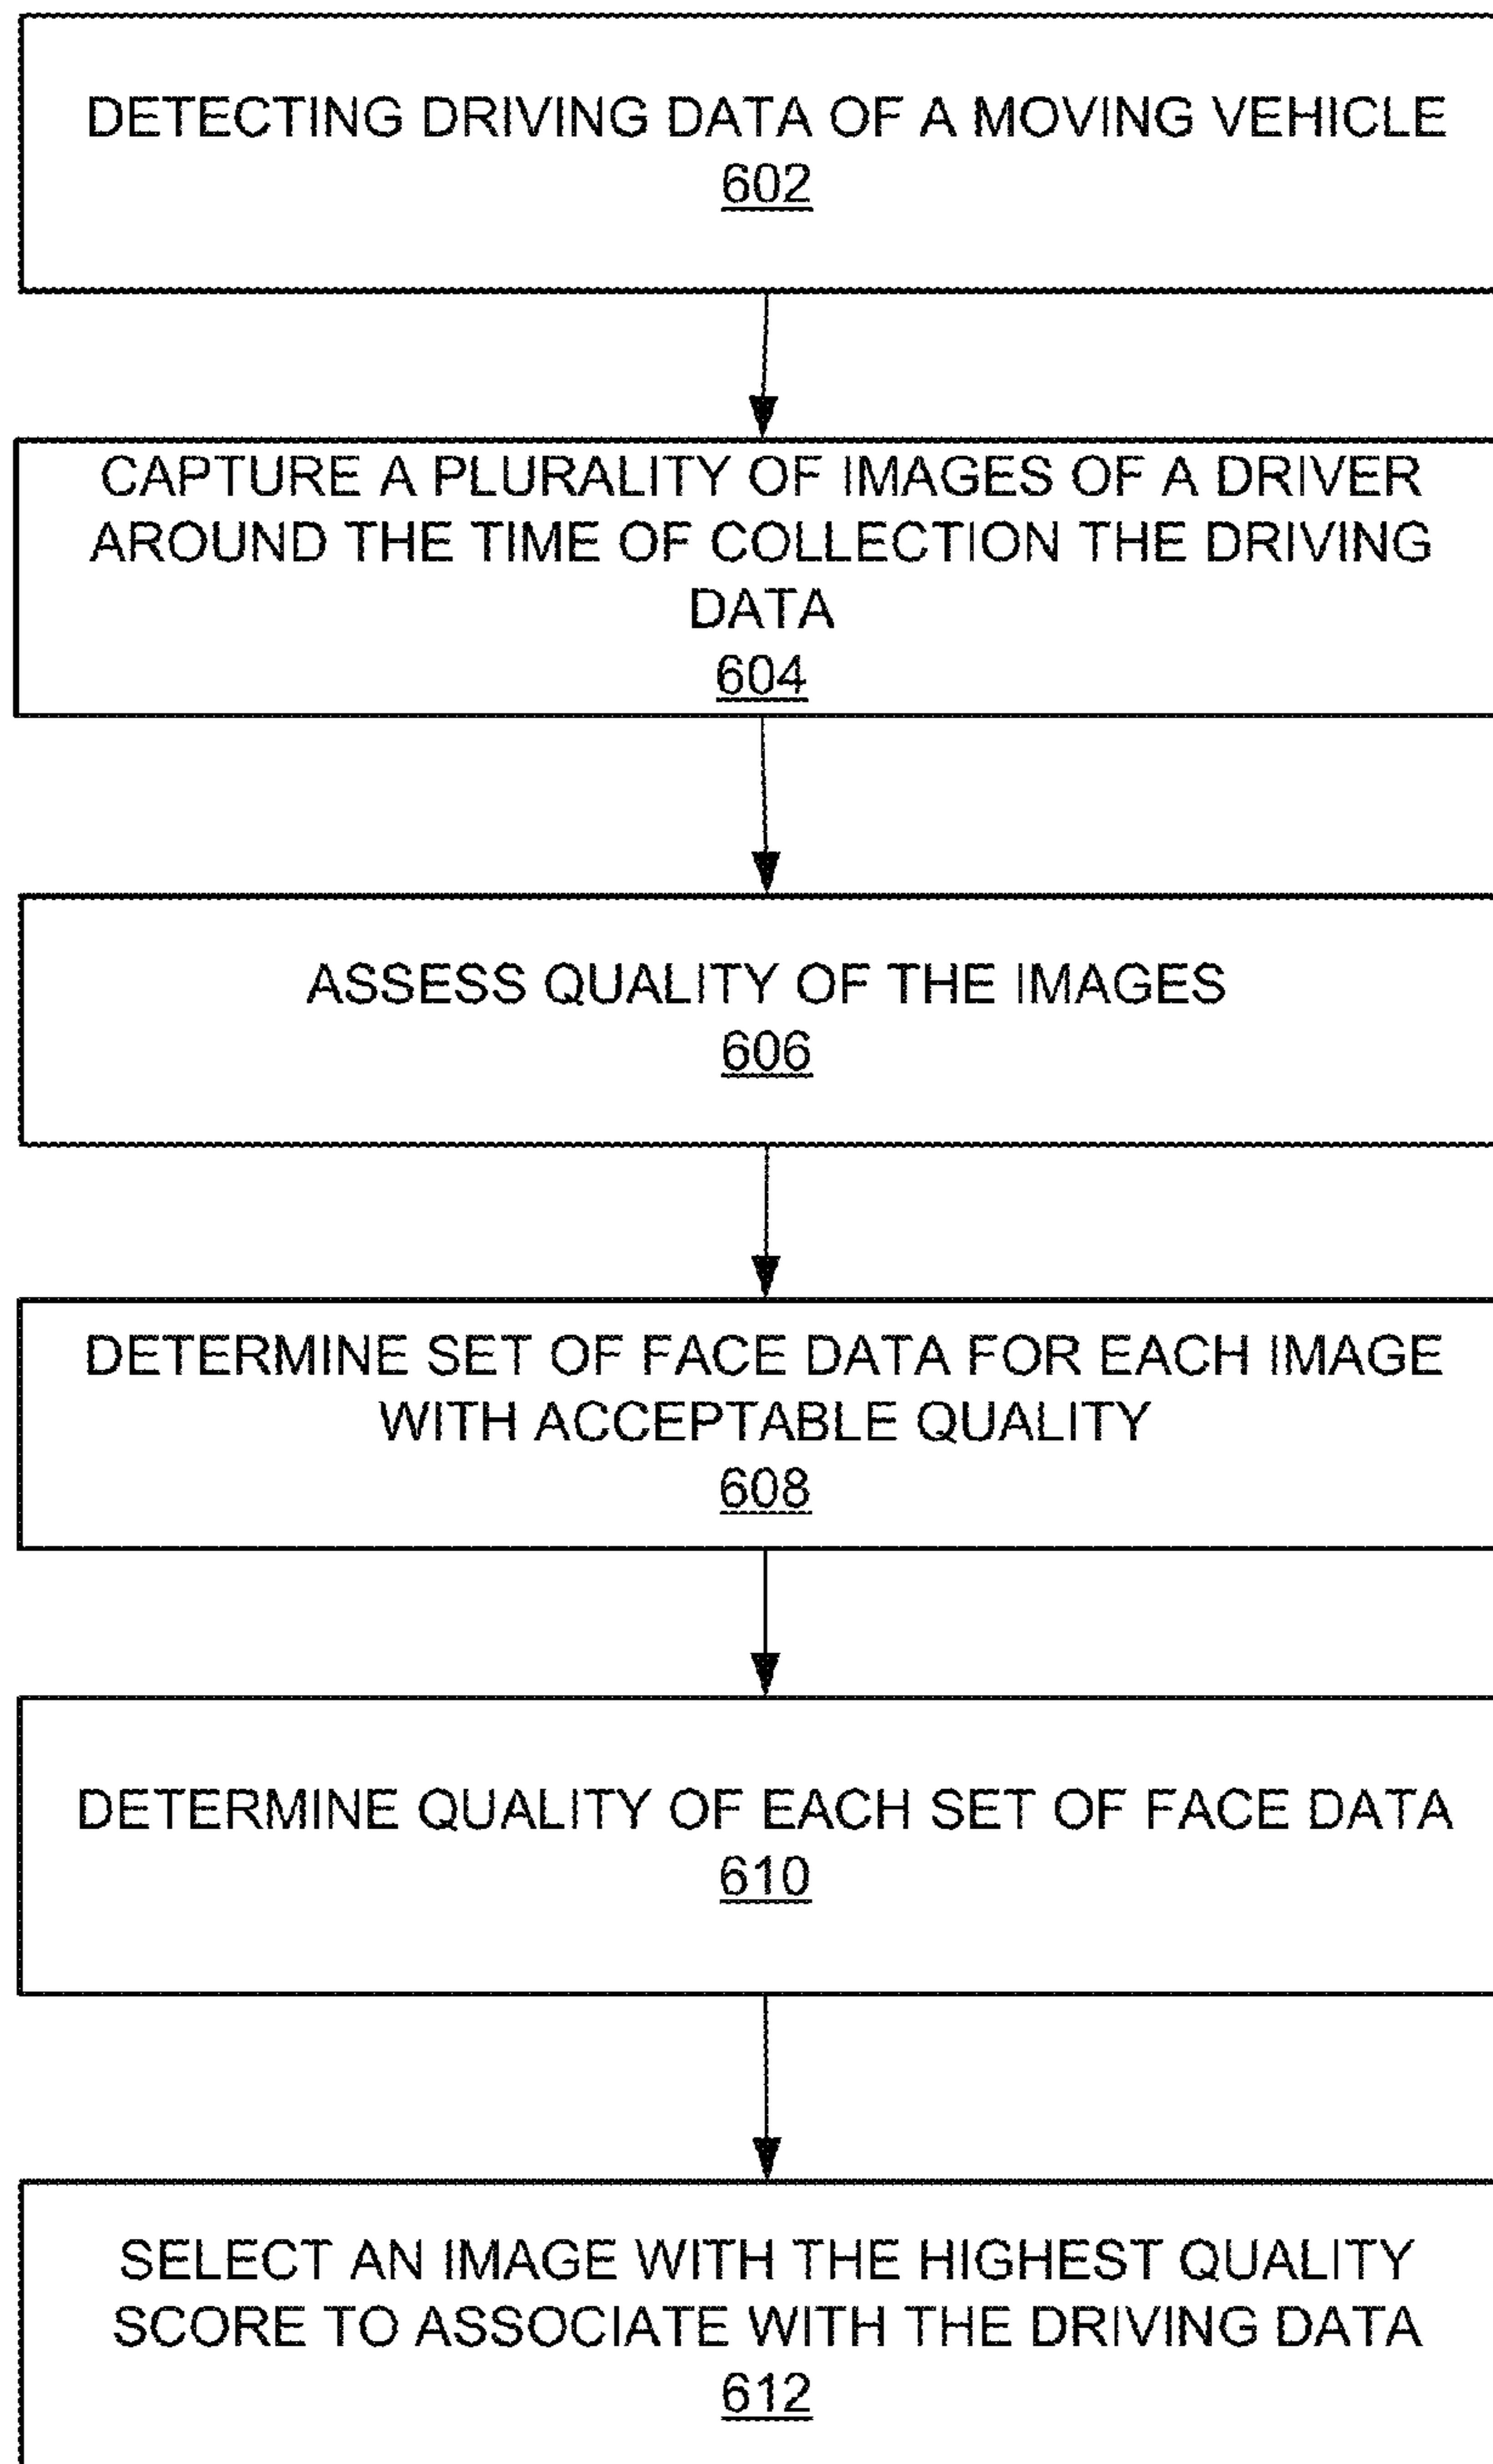 DETECTING DRIVING DATA OF A MOVING VEHICLE
602
CAPTURE A PLURALITY OF IMAGES OF A DRIVER
AROUND THE TIME OF COLLECTION THE DRIVING
DATA
604
ASSESS QUALITY OF THE IMAGES
606
DETERMINE SET OF FACE DATA FOR EACH IMAGE
WITH ACCEPTABLE QUALITY
608
DETERMINE QUALITY OF EACH SET OF FACE DATA
610
SELECT AN IMAGE WITH THE HIGHEST QUALITY
SCORE TO ASSOCIATE WITH THE DRIVING DATA
612